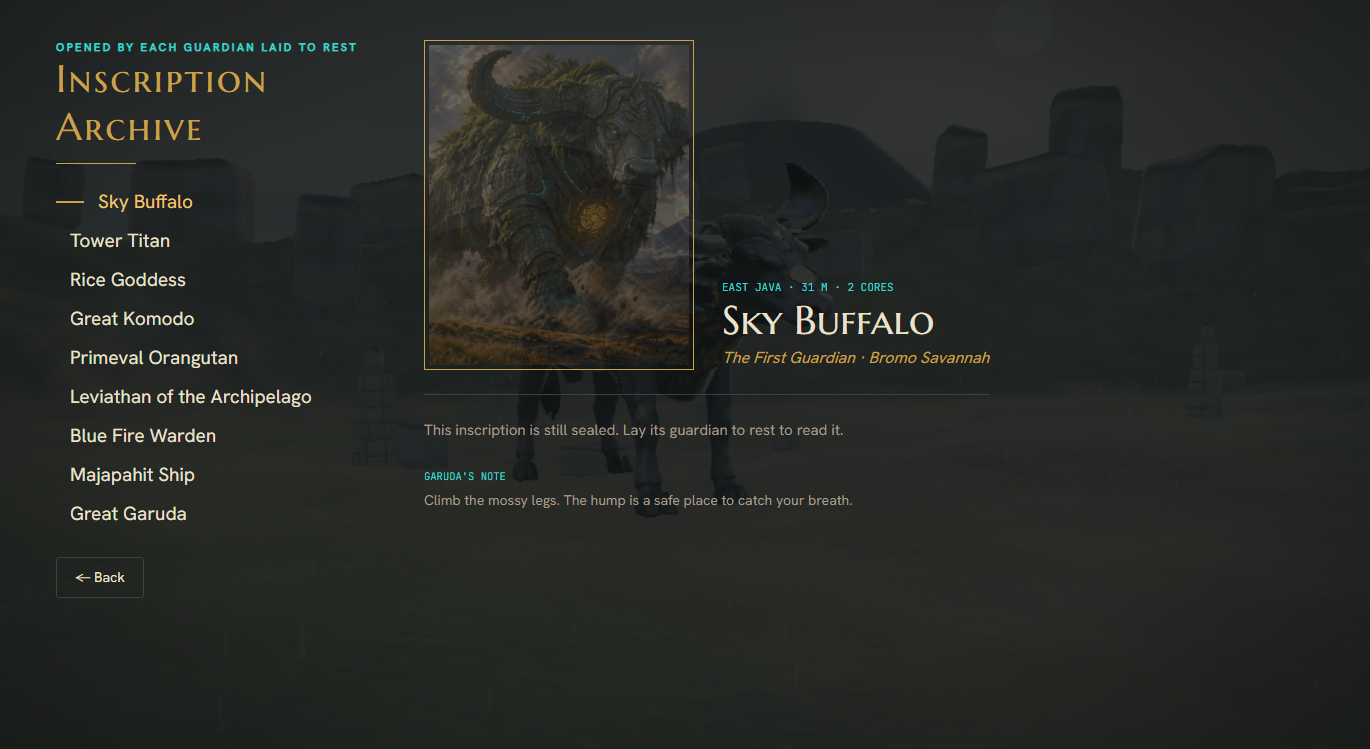 OPENED BY EACH GUARDIAN LAID TO REST
Inscription
Archive
Sky Buffalo
Tower Titan
Rice Goddess
Great Komodo
Primeval Orangutan
Leviathan of the Archipelago
Blue Fire Warden
Majapahit Ship
Great Garuda
← Back
EAST JAVA · 31 M · 2 CORES
Sky Buffalo
The First Guardian · Bromo Savannah
This inscription is still sealed. Lay its guardian to rest to read it.
GARUDA'S NOTE
Climb the mossy legs. The hump is a safe place to catch your breath.